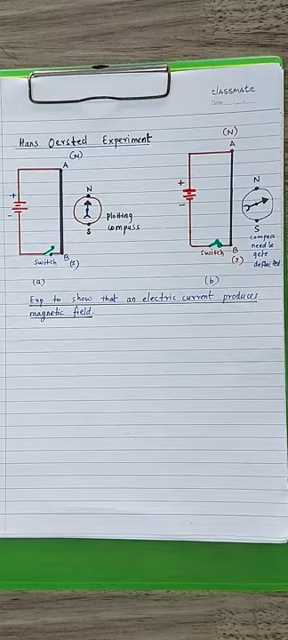 classmate
Date
Hans Oersted Experiment
(N)
A
+
-
N
S
Plotting
compass
switch
B
(S)
(a)
(N)
A
+
-
N
S
compass
needle
gets
deflected
switch
B
(S)
(b)
Exp to show that an electric current produces
magnetic field.